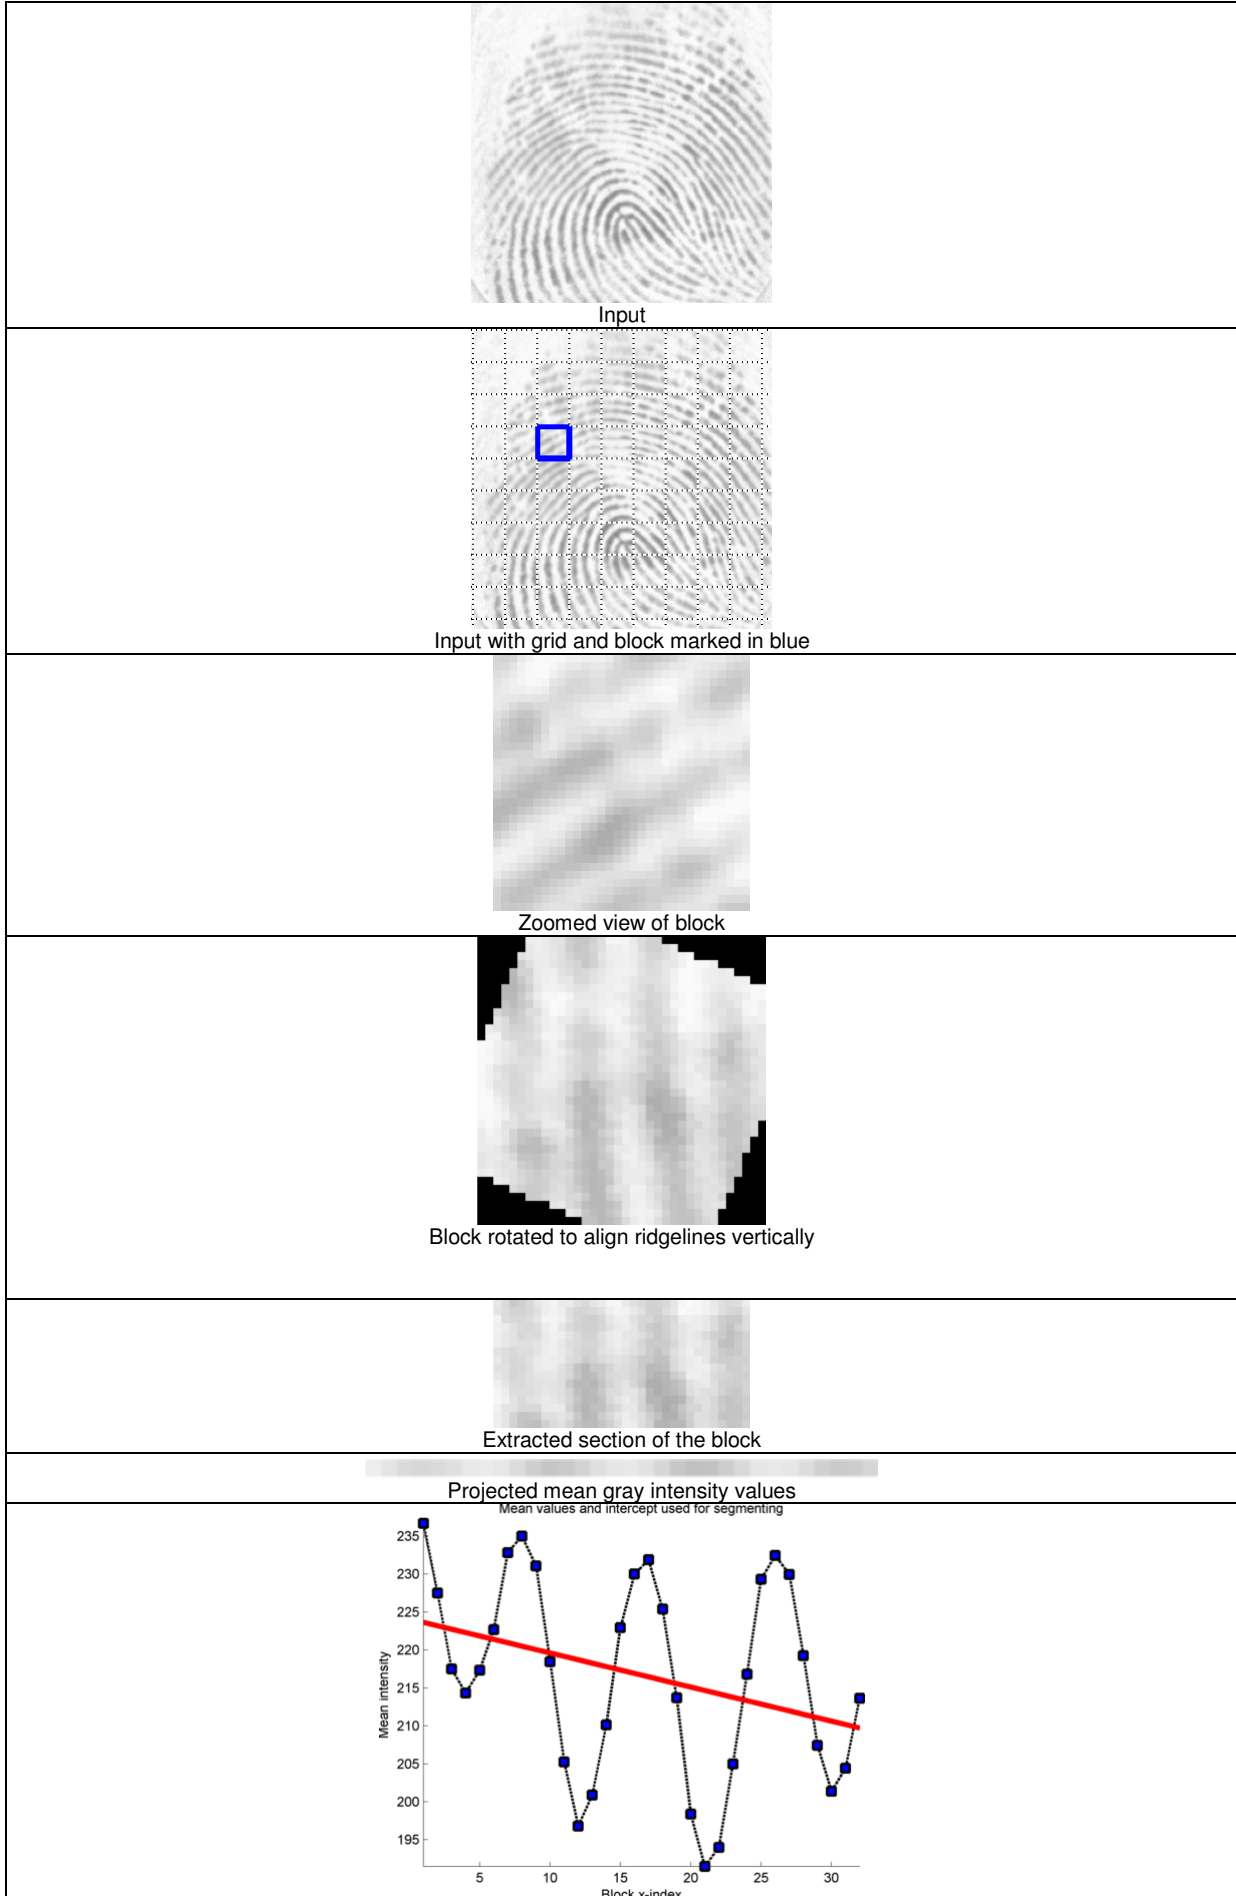 Input
Input with grid and block marked in blue
Zoomed view of block
Block rotated to align ridgelines vertically
Extracted section of the block
Projected mean gray intensity values
Mean values and intercept used for segmenting
235
230
225
220
215
210
205
200
195
Mean intensity
5 10 15 20 25 30
Block x-index